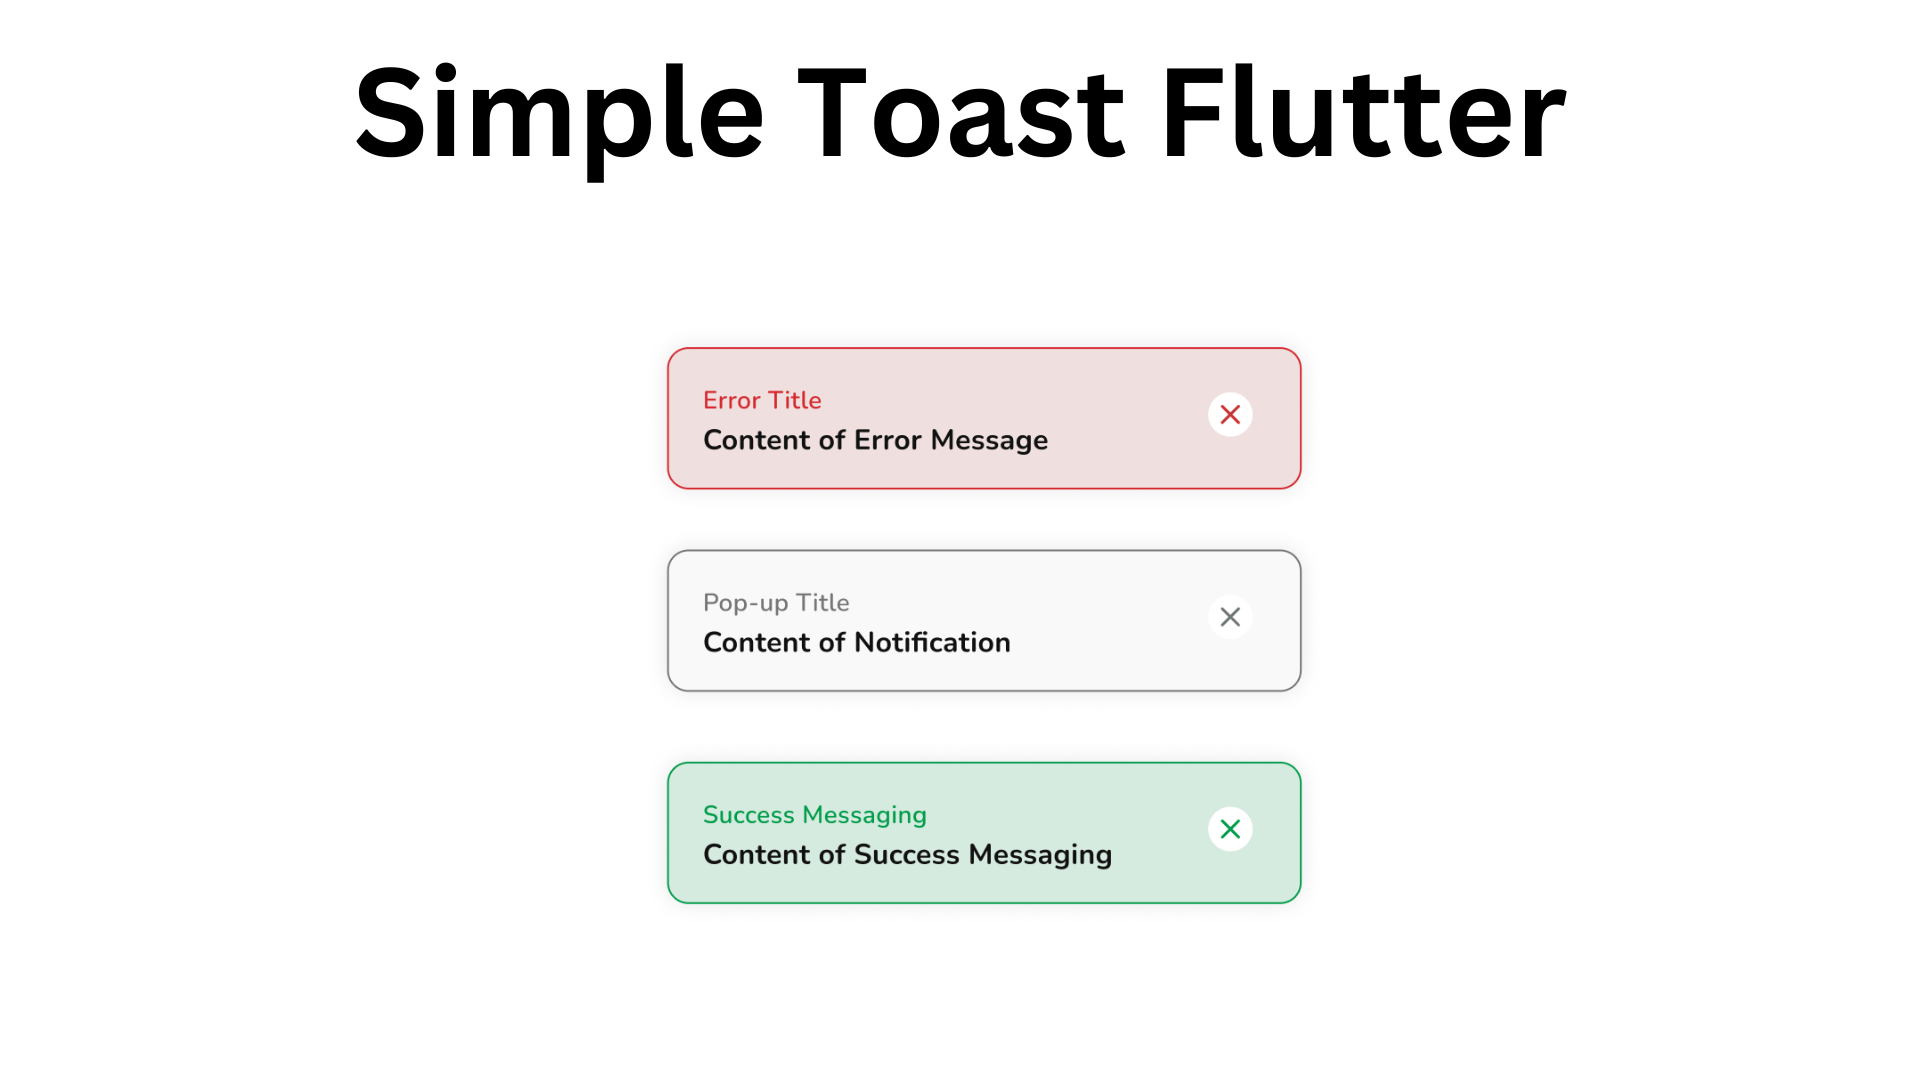 Simple Toast Flutter
Error Title
Content of Error Message
Pop-up Title
Content of Notification
Success Messaging
Content of Success Messaging